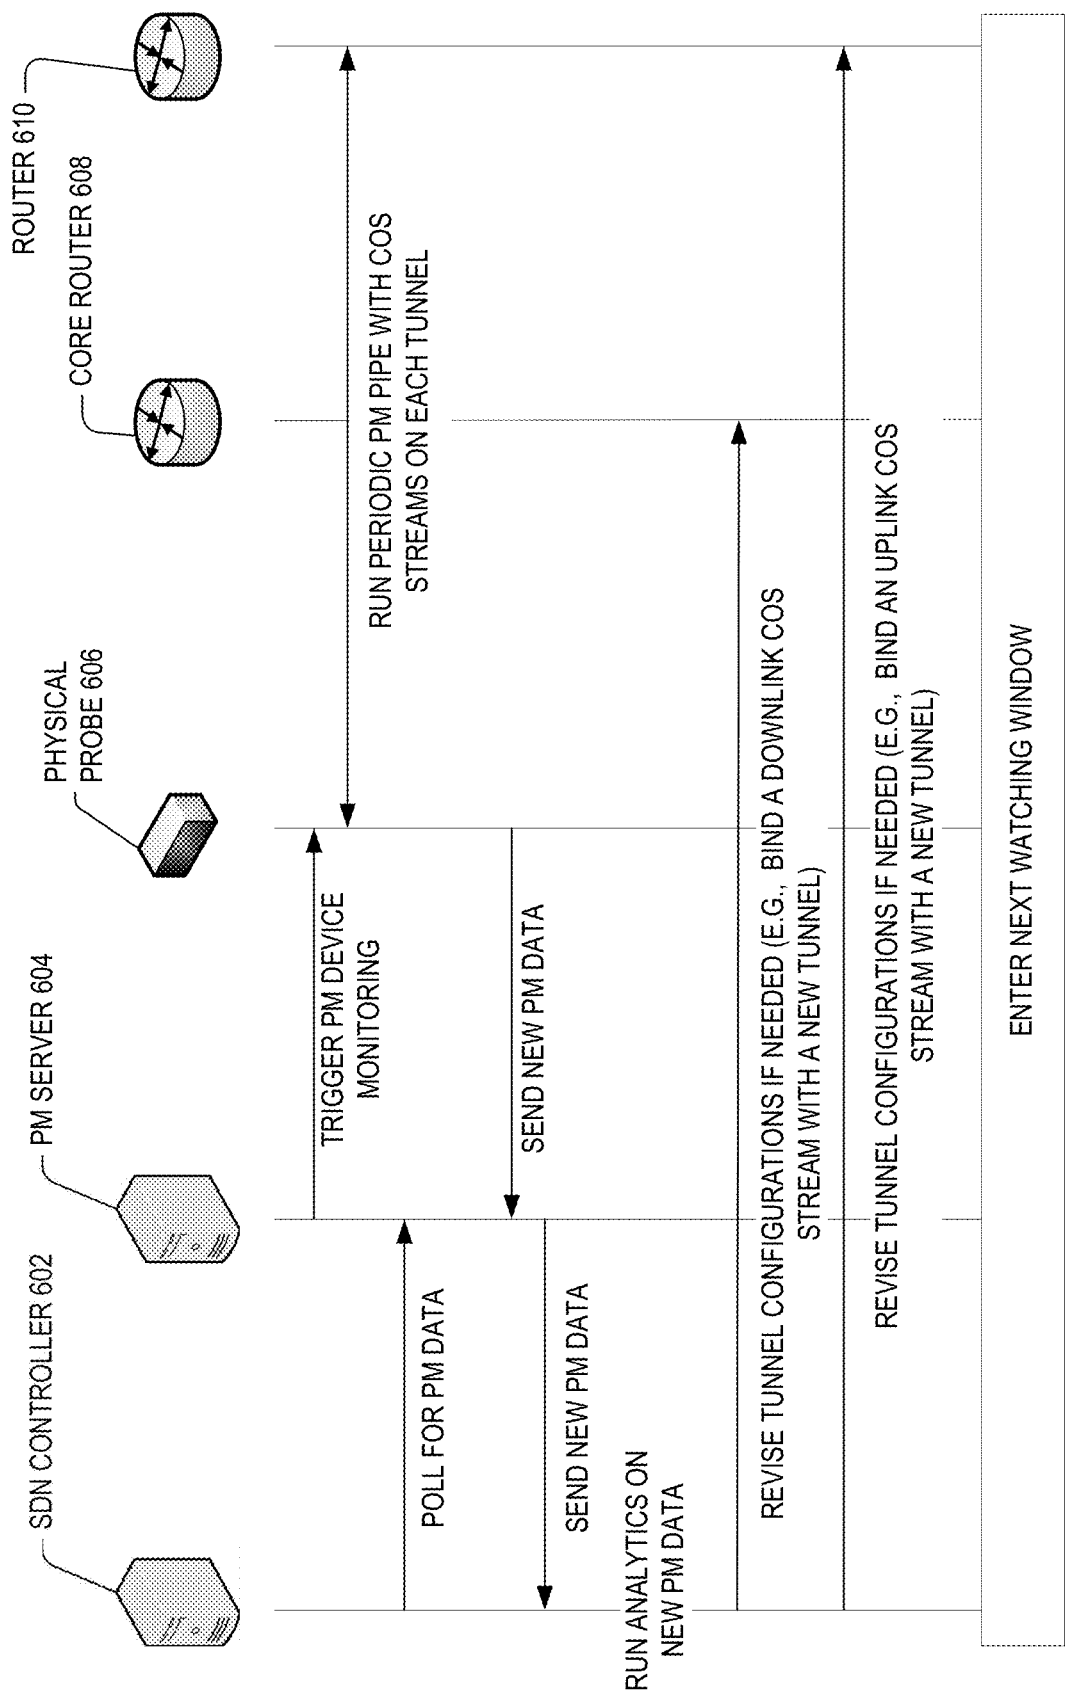 SDN CONTROLLER 602
PM SERVER 604
PHYSICAL
PROBE 606
CORE ROUTER 608
ROUTER 610
TRIGGER PM DEVICE
MONITORING
RUN PERIODIC PM PIPE WITH COS
STREAMS ON EACH TUNNEL
POLL FOR PM DATA
SEND NEW PM DATA
SEND NEW PM DATA
RUN ANALYTICS ON
NEW PM DATA
REVISE TUNNEL CONFIGURATIONS IF NEEDED (E.G., BIND A DOWNLINK COS
STREAM WITH A NEW TUNNEL)
REVISE TUNNEL CONFIGURATIONS IF NEEDED (E.G., BIND AN UPLINK COS
STREAM WITH A NEW TUNNEL)
ENTER NEXT WATCHING WINDOW